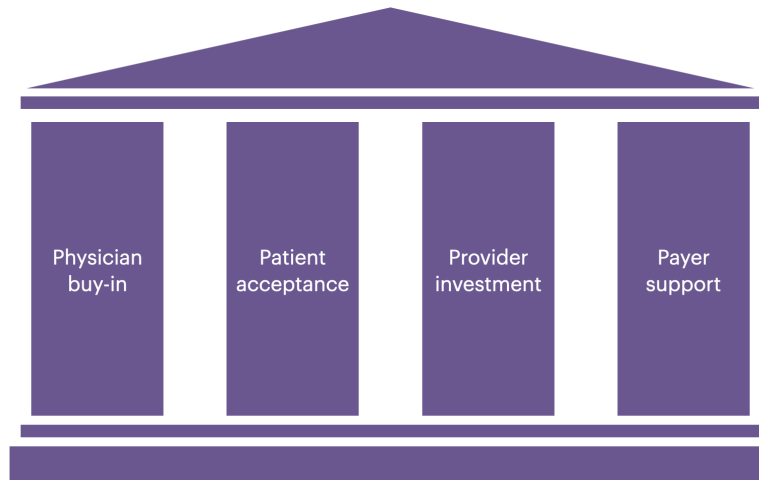 Physician
buy-in
Patient
acceptance
Provider
investment
Payer
support